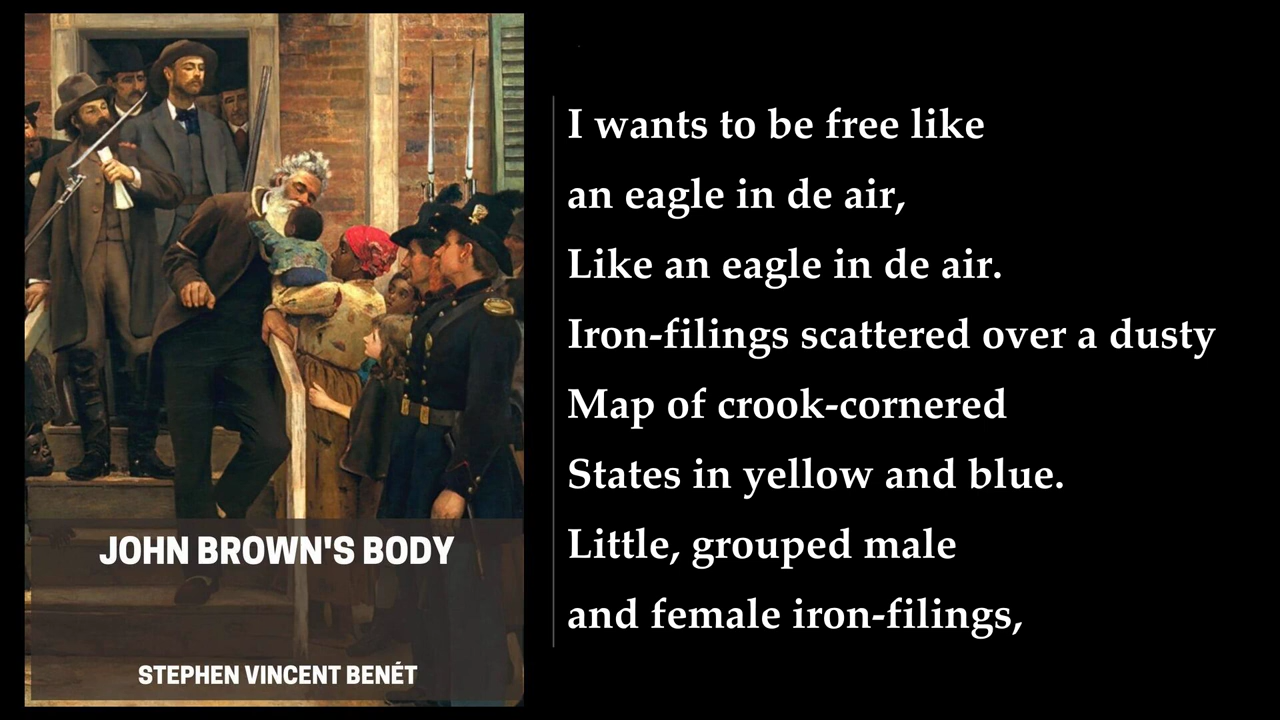 JOHN BROWN'S BODY
STEPHEN VINCENT BENÉT
I wants to be free like
an eagle in de air,
Like an eagle in de air.
Iron-filings scattered over a dusty
Map of crook-cornered
States in yellow and blue.
Little, grouped male
and female iron-filings,